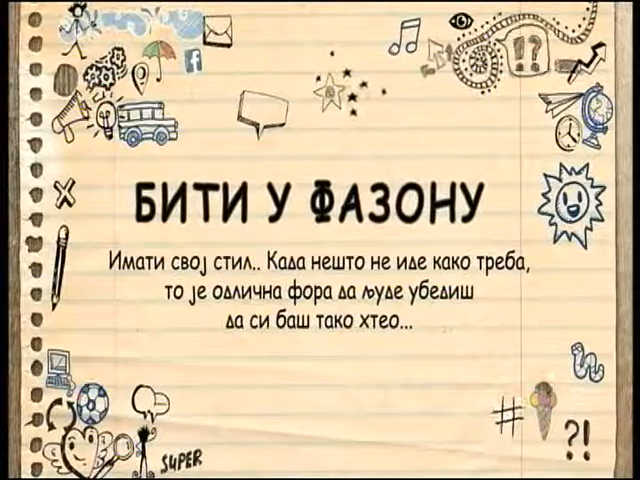 !?
БИТИ У ФАЗОНУ
Имати свој стил.. Када нешто не иде како треба,
то је одлична фора да људе убедиш
да си баш тако хтео...
#
?!
SUPER